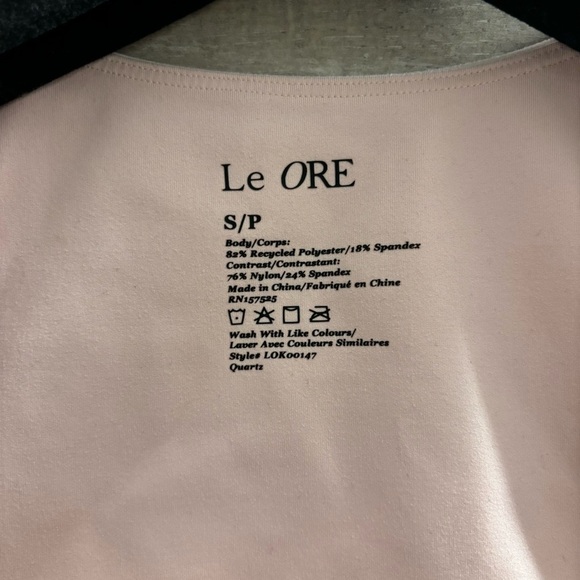 Le ORE
S/P
Body/Corps:
82% Recycled Polyester/18% Spandex
Contrast/Contrastant:
76% Nylon/24% Spandex
Made in China/Fabriqué en Chine
RN157525
Wash With Like Colours/
Laver Avec Couleurs Similaires
Style# LOK00147
Quartz